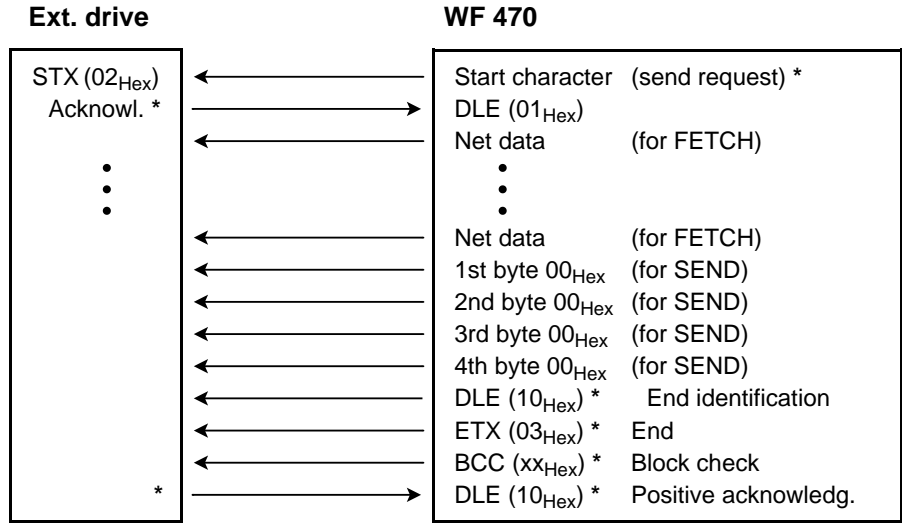 Ext. drive WF 470
STX (02Hex) Start character (send request) *
Acknowl. * DLE (01Hex)
Net data (for FETCH)
Net data (for FETCH)
1st byte 00Hex (for SEND)
2nd byte 00Hex (for SEND)
3rd byte 00Hex (for SEND)
4th byte 00Hex (for SEND)
DLE (10Hex) * End identification
ETX (03Hex) * End
BCC (xxHex) * Block check
* DLE (10Hex) * Positive acknowledg.